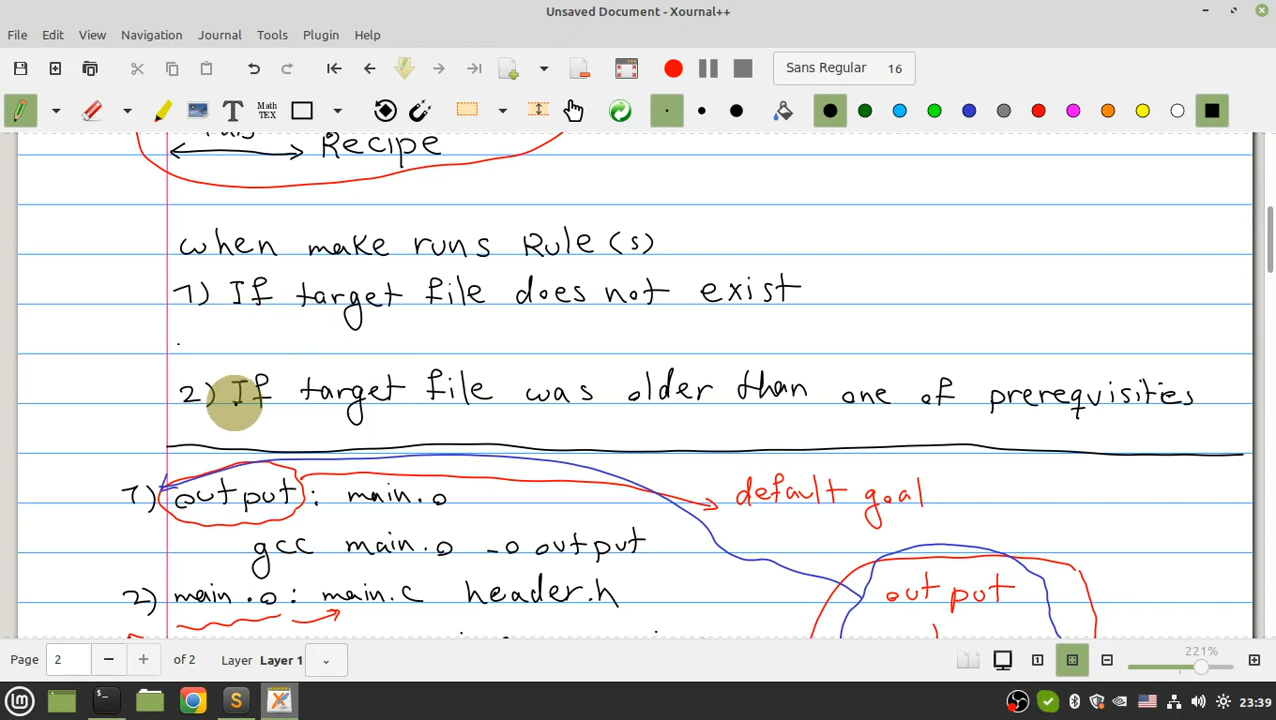 Unsaved Document - Xournal++
File Edit View Navigation Journal Tools Plugin Help
Sans Regular 16
Math
TEX
Recipe
when make runs Rule(s)
1) If target file does not exist
2) If target file was older than one of prerequisities
1) output : main.o
default goal
gcc main.o -o output
2) main.o : main.c header.h
output
Page 2 of 2 Layer Layer 1
221%
23:39